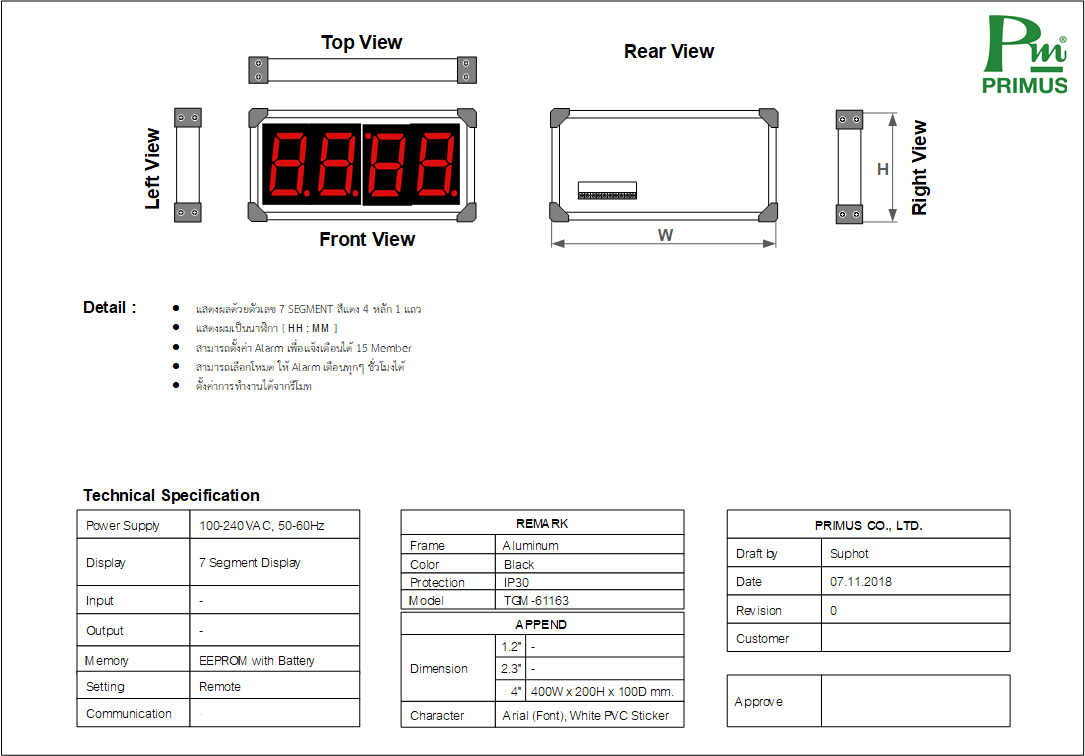 Top View
Rear View
Pm®
PRIMUS
Left View
8.8.8.8.
H
Right View
Front View
W
Detail :
• แสดงผลด้วยตัวเลข 7 SEGMENT สีแดง 4 หลัก 1 แถว
• แสดงผมเป็นนาฬิกา [ HH : MM ]
• สามารถตั้งค่า Alarm เพื่อแจ้งเตือนได้ 15 Member
• สามารถเลือกโหมด ให้ Alarm เตือนทุกๆ ชั่วโมงได้
• ตั้งค่าการทำงานได้จากรีโมท
Technical Specification
Power Supply 100-240 VAC, 50-60Hz
Display 7 Segment Display
Input -
Output -
Memory EEPROM with Battery
Setting Remote
Communication -
REMARK
Frame Aluminum
Color Black
Protection IP30
Model TGM-61163
APPEND
Dimension
1.2" -
2.3" -
4" 400W x 200H x 100D mm.
Character Arial (Font), White PVC Sticker
PRIMUS CO., LTD.
Draft by Suphot
Date 07.11.2018
Revision 0
Customer
Approve